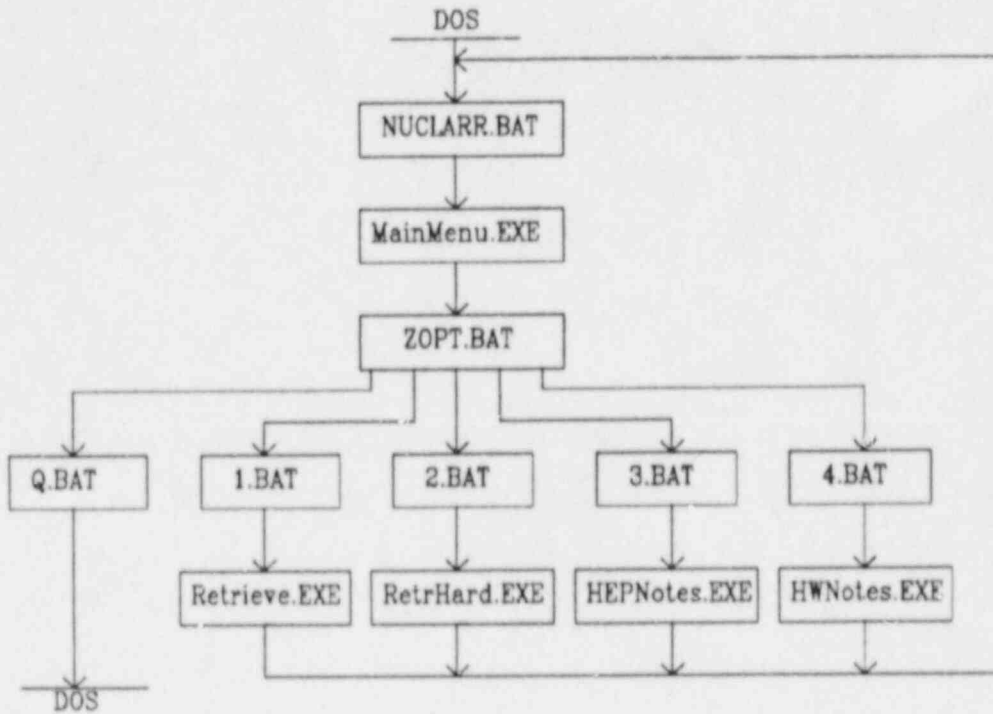 DOS
NUCLARR.BAT
MainMenu.EXE
ZOPT.BAT
Q.BAT
1.BAT
2.BAT
3.BAT
4.BAT
Retrieve.EXE
RetrHard.EXE
HEPNotes.EXE
HWNotes.EXE
DOS